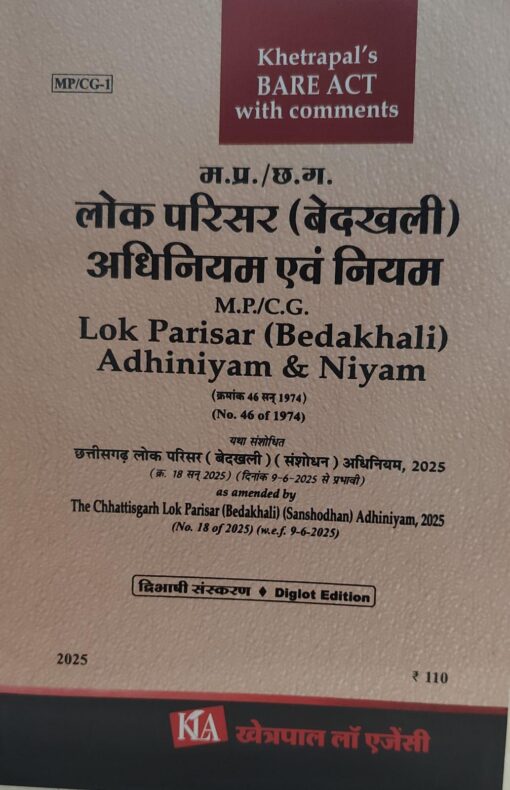 Khetrapal's
BARE ACT
with comments
MP/CG-1
म.प्र./छ.ग.
लोक परिसर (बेदखली)
अधिनियम एवं नियम
M.P./C.G.
Lok Parisar (Bedakhali)
Adhiniyam & Niyam
(क्रमांक 46 सन् 1974)
(No. 46 of 1974)
यथा संशोधित
छत्तीसगढ़ लोक परिसर ( बेदखली ) ( संशोधन ) अधिनियम, 2025
(क्र. 18 सन् 2025) (दिनांक 9-6-2025 से प्रभावी)
as amended by
The Chhattisgarh Lok Parisar (Bedakhali) (Sanshodhan) Adhiniyam, 2025
(No. 18 of 2025) (w.e.f. 9-6-2025)
द्विभाषी संस्करण ♦ Diglot Edition
2025
₹ 110
KLA खेत्रपाल लॉ एजेंसी